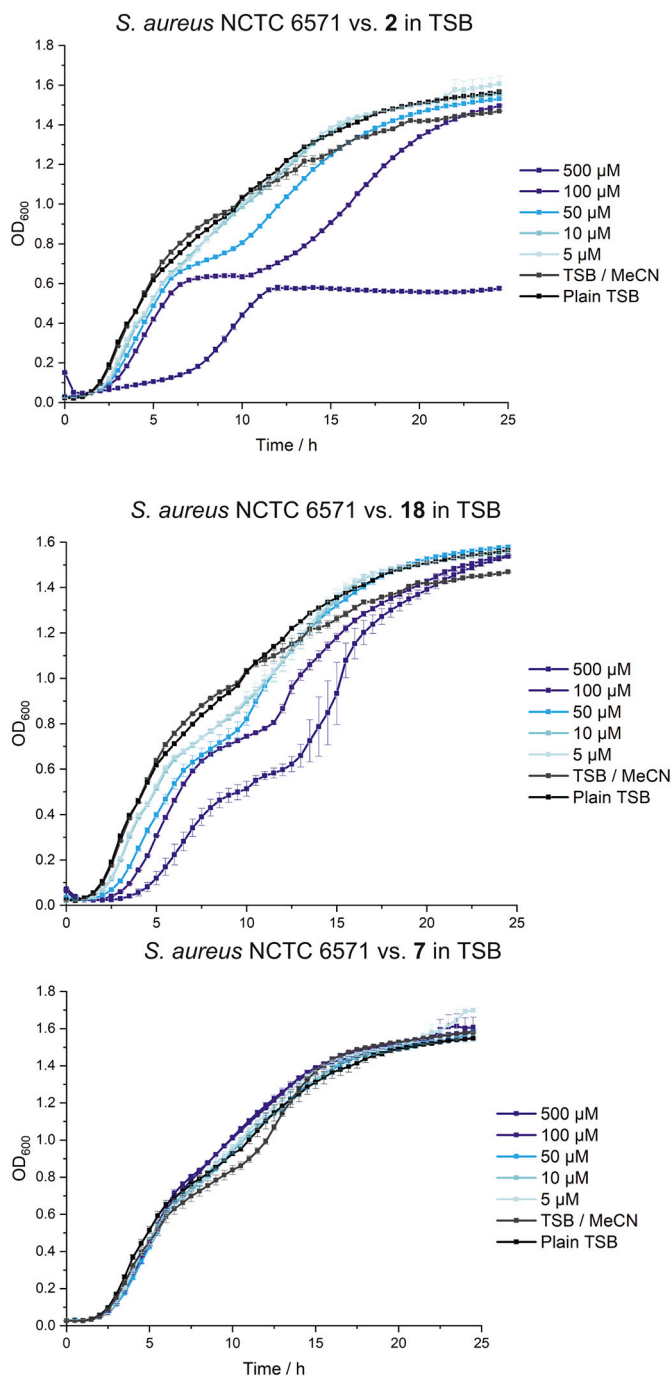 S. aureus NCTC 6571 vs. 2 in TSB
1.8
1.6
1.4
1.2
1.0
0.8
0.6
0.4
0.2
0.0
OD600
0 5 10 15 20 25
Time / h
500 µM
100 µM
50 µM
10 µM
5 µM
TSB / MeCN
Plain TSB
S. aureus NCTC 6571 vs. 18 in TSB
1.6
1.4
1.2
1.0
0.8
0.6
0.4
0.2
0.0
OD600
0 5 10 15 20 25
Time / h
500 µM
100 µM
50 µM
10 µM
5 µM
TSB / MeCN
Plain TSB
S. aureus NCTC 6571 vs. 7 in TSB
1.8
1.6
1.4
1.2
1.0
0.8
0.6
0.4
0.2
0.0
OD600
0 5 10 15 20 25
Time / h
500 µM
100 µM
50 µM
10 µM
5 µM
TSB / MeCN
Plain TSB